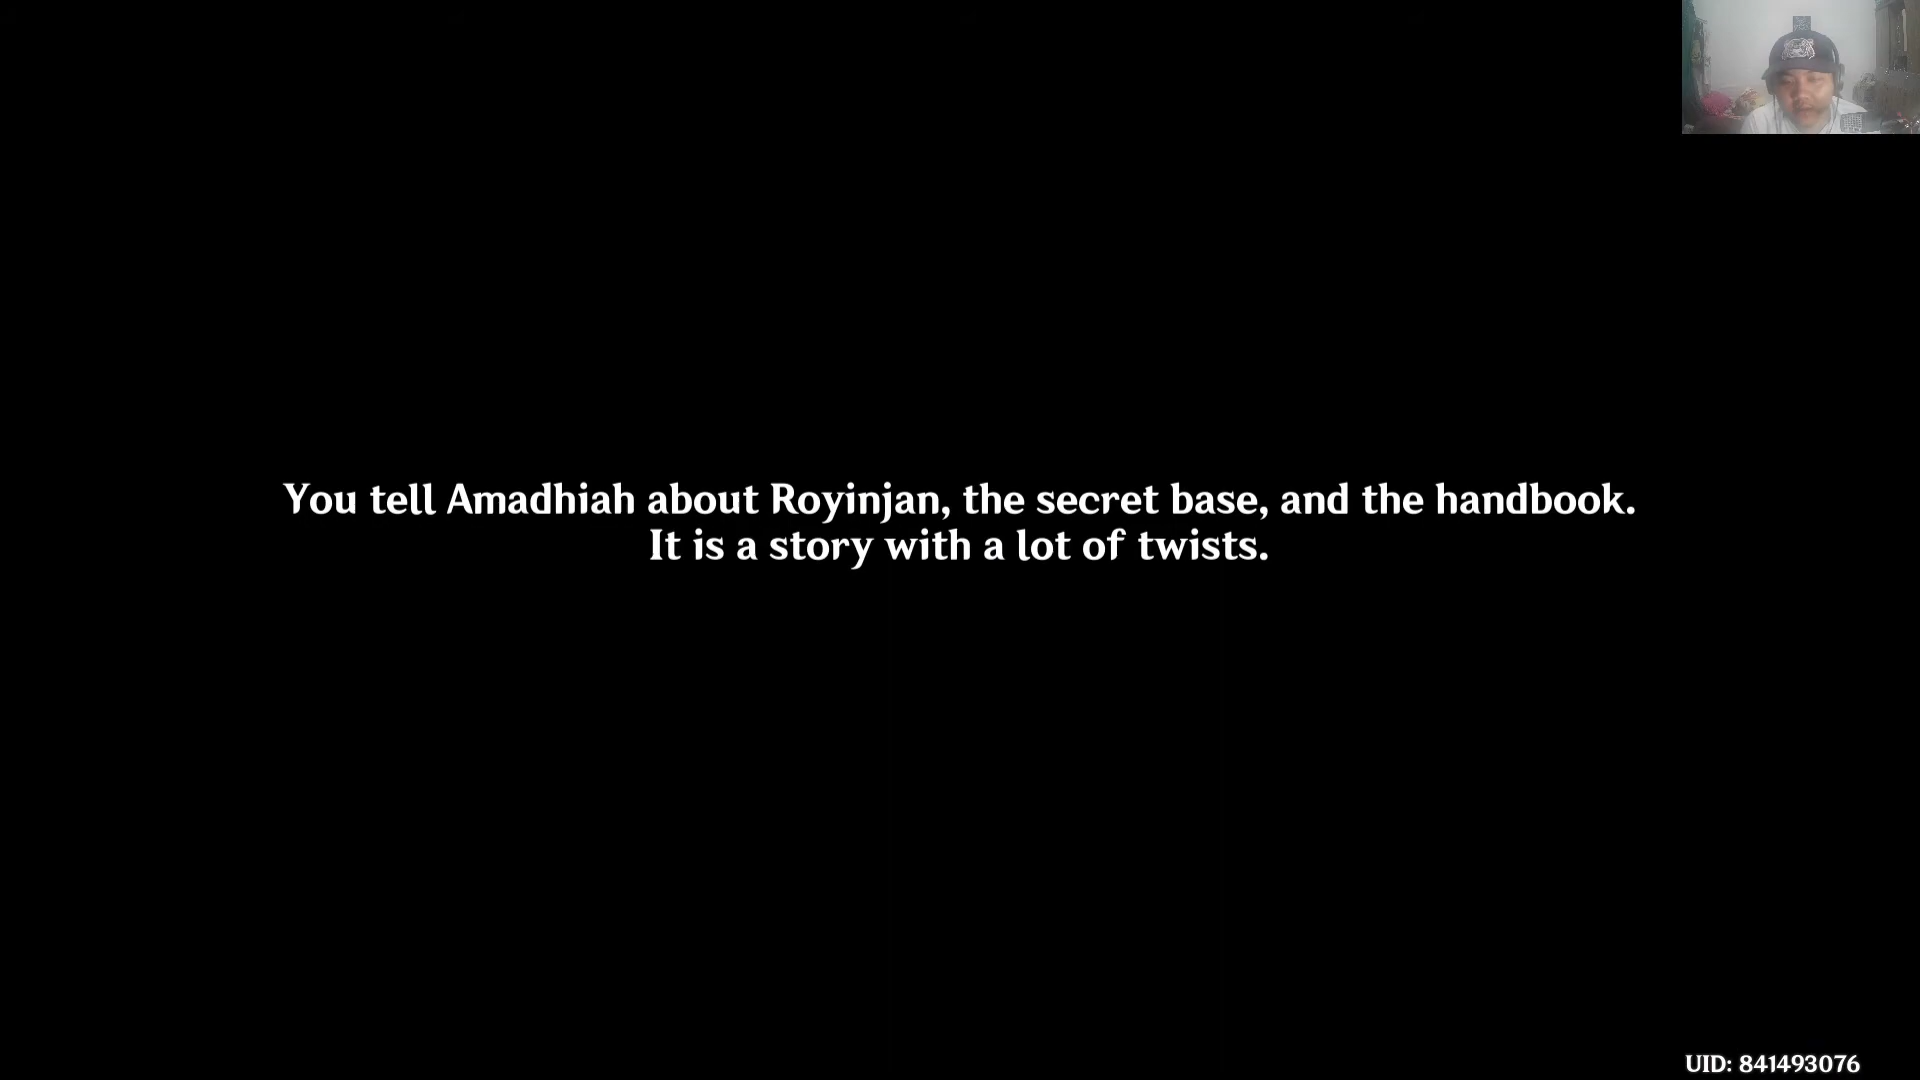 You tell Amadhiah about Royinjan, the secret base, and the handbook.
It is a story with a lot of twists.
UID: 841493076